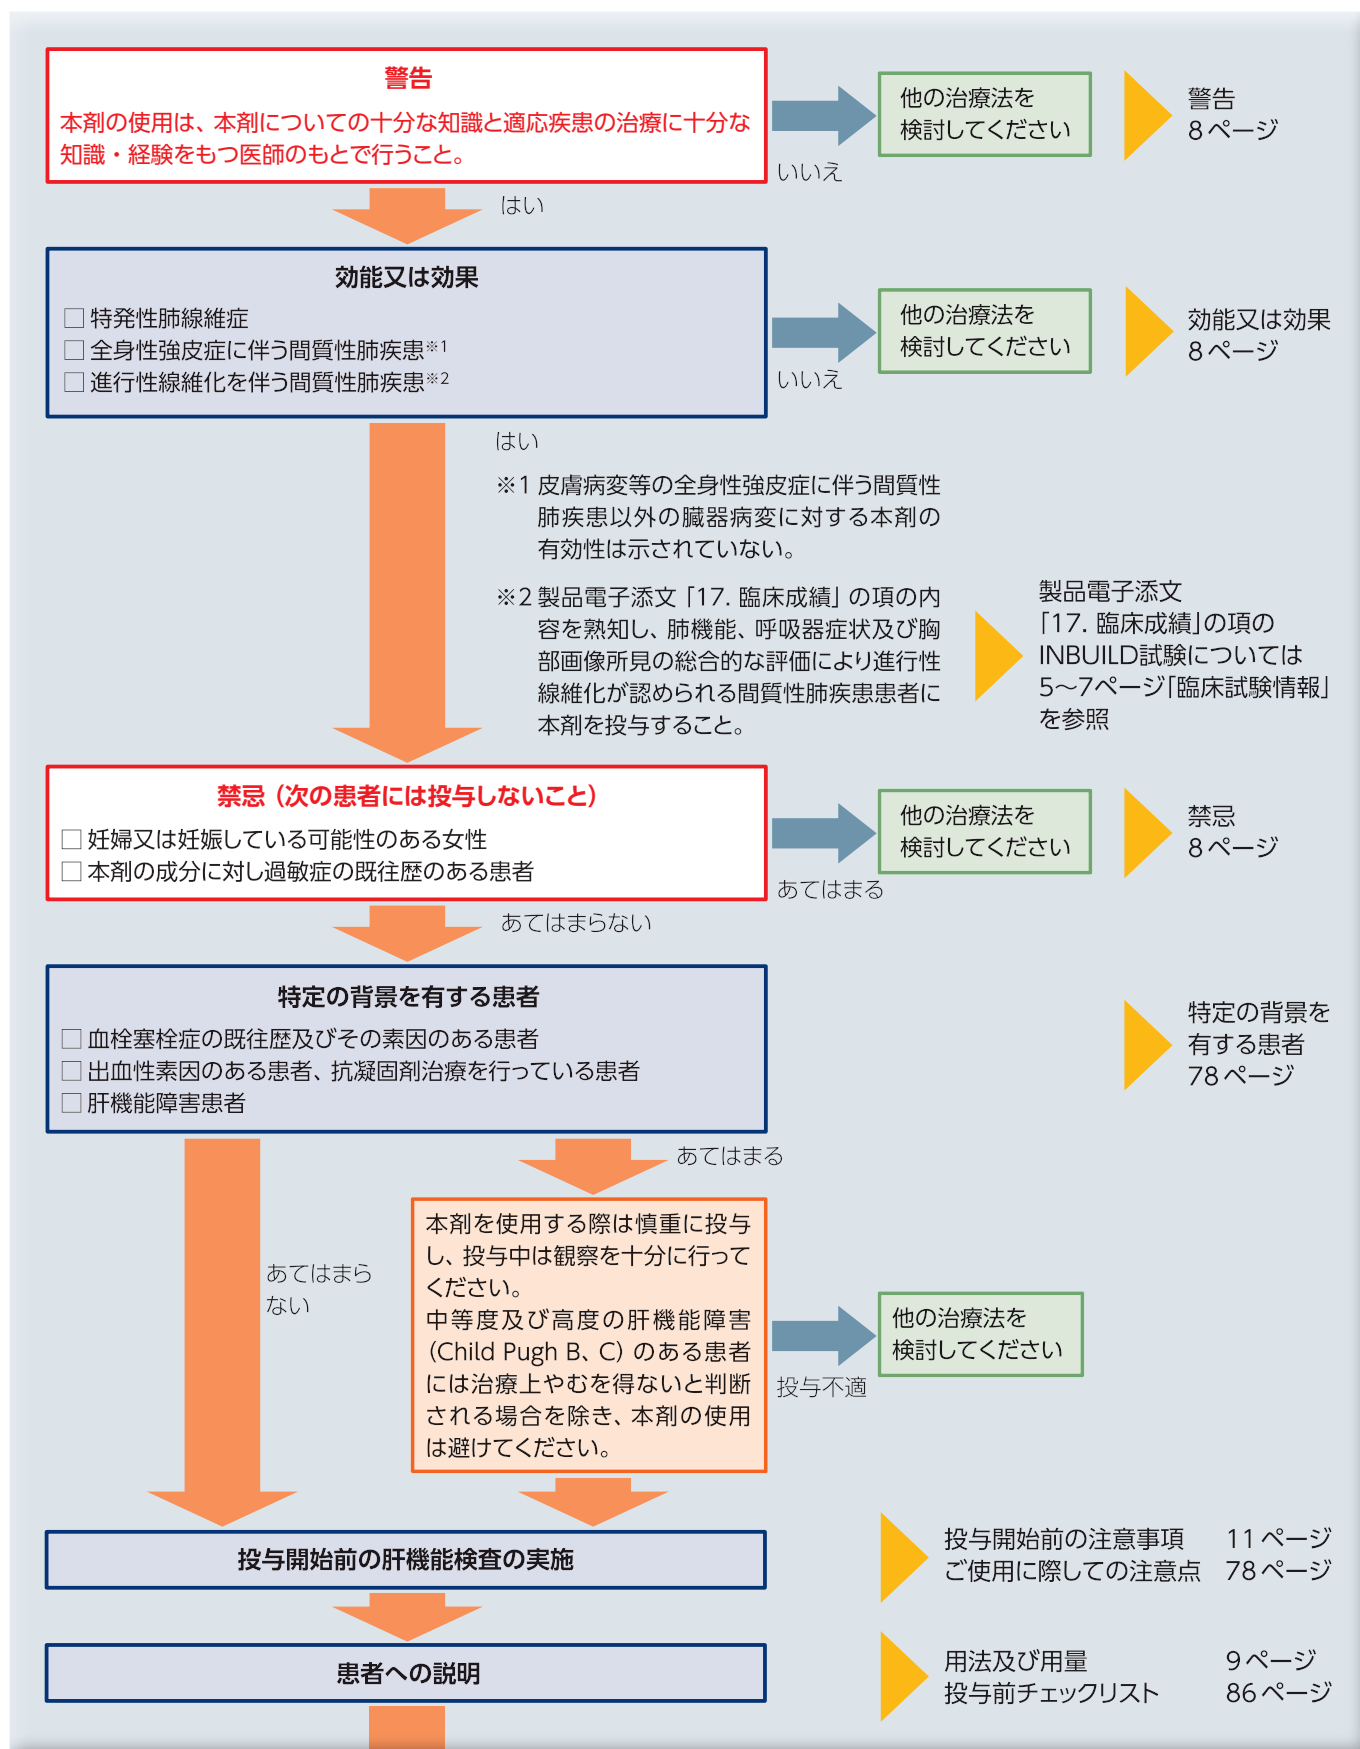 警告
本剤の使用は、本剤についての十分な知識と適応疾患の治療に十分な
知識・経験をもつ医師のもとで行うこと。
いいえ
他の治療法を
検討してください
警告
8ページ
はい
効能又は効果
□特発性肺線維症
□全身性強皮症に伴う間質性肺疾患※1
□進行性線維化を伴う間質性肺疾患※2
いいえ
他の治療法を
検討してください
効能又は効果
8ページ
はい
※1 皮膚病変等の全身性強皮症に伴う間質性
肺疾患以外の臓器病変に対する本剤の
有効性は示されていない。
※2 製品電子添文「17. 臨床成績」の項の内
容を熟知し、肺機能、呼吸器症状及び胸
部画像所見の総合的な評価により進行性
線維化が認められる間質性肺疾患患者に
本剤を投与すること。
製品電子添文
「17. 臨床成績」の項の
INBUILD試験については
5～7ページ「臨床試験情報」
を参照
禁忌（次の患者には投与しないこと）
□妊婦又は妊娠している可能性のある女性
□本剤の成分に対し過敏症の既往歴のある患者
あてはまる
他の治療法を
検討してください
禁忌
8ページ
あてはまらない
特定の背景を有する患者
□血栓塞栓症の既往歴及びその素因のある患者
□出血性素因のある患者、抗凝固剤治療を行っている患者
□肝機能障害患者
特定の背景を
有する患者
78ページ
あてはまる
あてはまら
ない
本剤を使用する際は慎重に投与
し、投与中は観察を十分に行って
ください。
中等度及び高度の肝機能障害
（Child Pugh B、C）のある患者
には治療上やむを得ないと判断
される場合を除き、本剤の使用
は避けてください。
投与不適
他の治療法を
検討してください
投与開始前の肝機能検査の実施
投与開始前の注意事項 11ページ
ご使用に際しての注意点 78ページ
患者への説明
用法及び用量 9ページ
投与前チェックリスト 86ページ